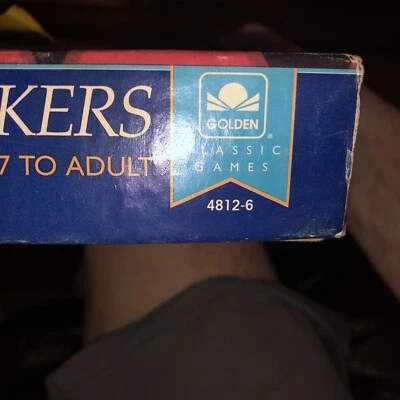 KERS
7 TO ADULT
GOLDEN
®
CLASSIC
GAMES
4812-6